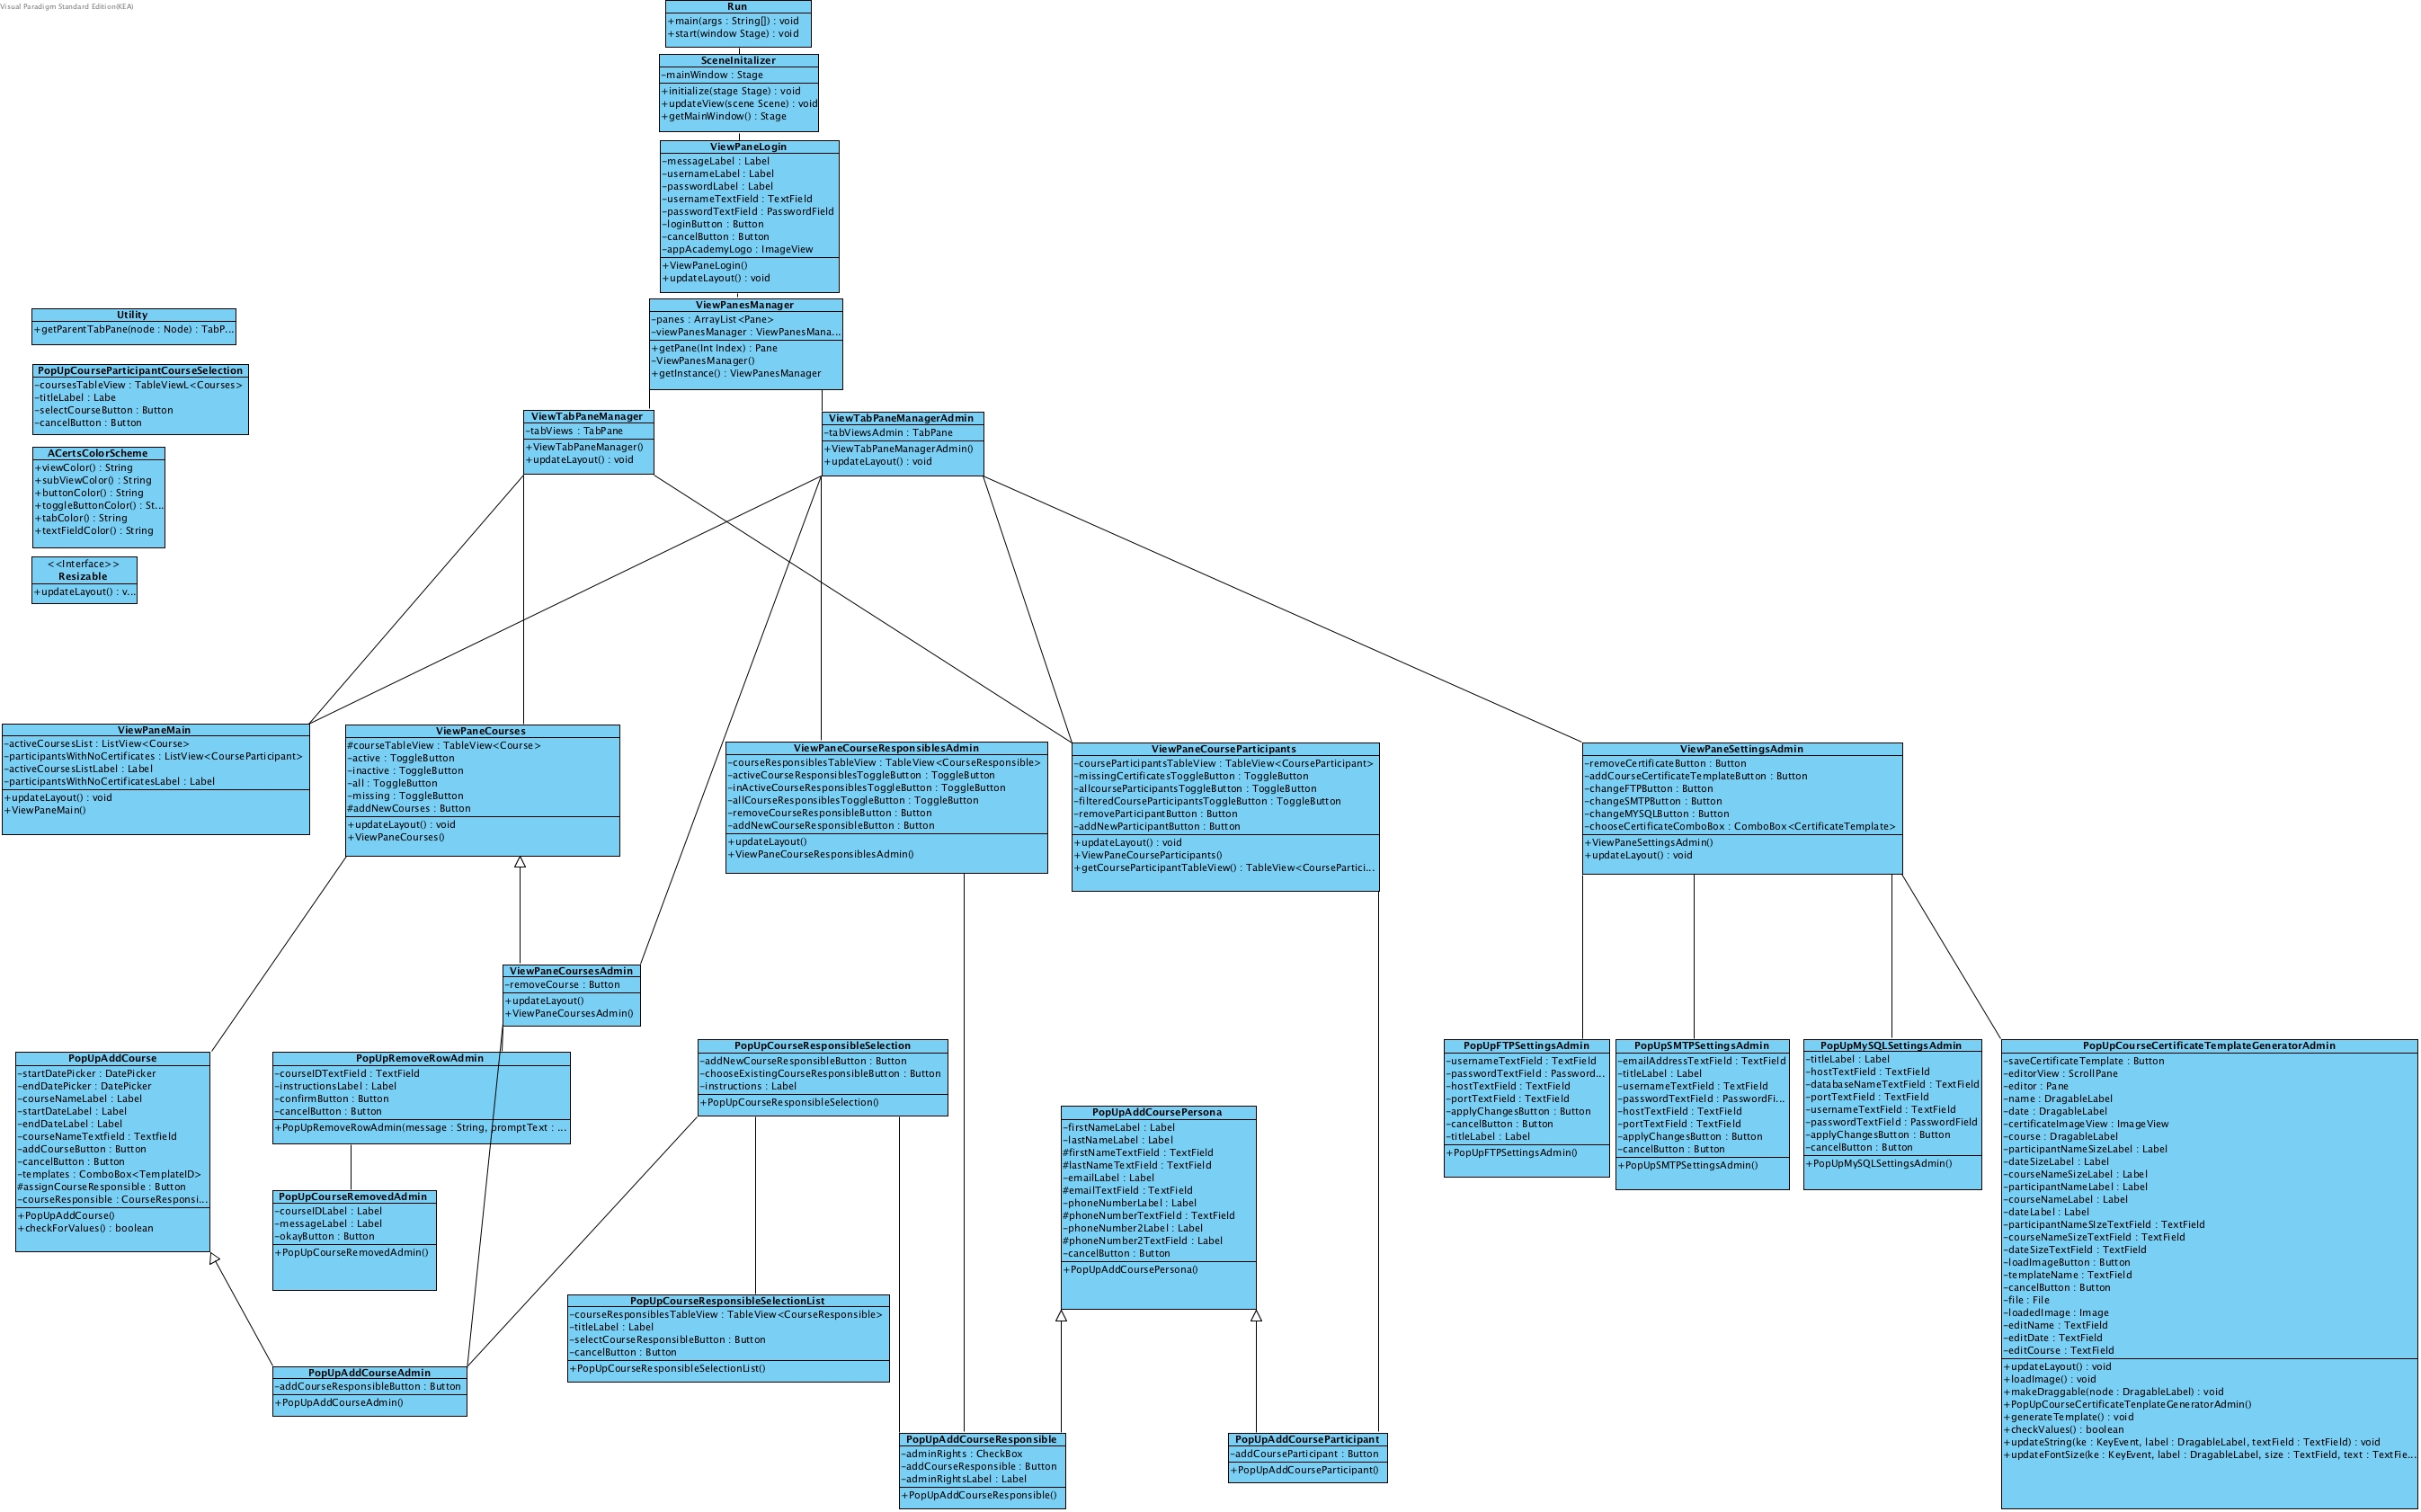 Visual Paradigm Standard Edition(KEA)
Run
+main(args : String[]) : void
+start(window Stage) : void
SceneInitalizer
-mainWindow : Stage
+initialize(stage Stage) : void
+updateView(scene Scene) : void
+getMainWindow() : Stage
ViewPaneLogin
-messageLabel : Label
-usernameLabel : Label
-passwordLabel : Label
-usernameTextField : TextField
-passwordTextField : PasswordField
-loginButton : Button
-cancelButton : Button
-appAcademyLogo : ImageView
+ViewPaneLogin()
+updateLayout() : void
ViewPanesManager
-panes : ArrayList<Pane>
-viewPanesManager : ViewPanesMana...
+getPane(Int Index) : Pane
-ViewPanesManager()
+getInstance() : ViewPanesManager
Utility
+getParentTabPane(node : Node) : TabP...
PopUpCourseParticipantCourseSelection
-coursesTableView : TableViewL<Courses>
-titleLabel : Labe
-selectCourseButton : Button
-cancelButton : Button
ACertsColorScheme
+viewColor() : String
+subViewColor() : String
+buttonColor() : String
+toggleButtonColor() : St...
+tabColor() : String
+textFieldColor() : String
<<Interface>>
Resizable
+updateLayout() : v...
ViewTabPaneManager
-tabViews : TabPane
+ViewTabPaneManager()
+updateLayout() : void
ViewTabPaneManagerAdmin
-tabViewsAdmin : TabPane
+ViewTabPaneManagerAdmin()
+updateLayout() : void
ViewPaneMain
-activeCoursesList : ListView<Course>
-participantsWithNoCertificates : ListView<CourseParticipant>
-activeCoursesListLabel : Label
-participantsWithNoCertificatesLabel : Label
+updateLayout() : void
+ViewPaneMain()
ViewPaneCourses
#courseTableView : TableView<Course>
-active : ToggleButton
-inactive : ToggleButton
-all : ToggleButton
-missing : ToggleButton
#addNewCourses : Button
+updateLayout() : void
+ViewPaneCourses()
ViewPaneCourseResponsiblesAdmin
-courseResponsiblesTableView : TableView<CourseResponsible>
-activeCourseResponsiblesToggleButton : ToggleButton
-inActiveCourseResponsiblesToggleButton : ToggleButton
-allCourseResponsiblesToggleButton : ToggleButton
-removeCourseResponsibleButton : Button
-addNewCourseResponsibleButton : Button
+updateLayout()
+ViewPaneCourseResponsiblesAdmin()
ViewPaneCourseParticipants
-courseParticipantsTableView : TableView<CourseParticipant>
-missingCertificatesToggleButton : ToggleButton
-allcourseParticipantsToggleButton : ToggleButton
-filteredCourseParticipantsToggleButton : ToggleButton
-removeParticipantButton : Button
-addNewParticipantButton : Button
+updateLayout() : void
+ViewPaneCourseParticipants()
+getCourseParticipantTableView() : TableView<CoursePartici...
ViewPaneSettingsAdmin
-removeCertificateButton : Button
-addCourseCertificateTemplateButton : Button
-changeFTPButton : Button
-changeSMTPButton : Button
-changeMYSQLButton : Button
-chooseCertificateComboBox : ComboBox<CertificateTemplate>
+ViewPaneSettingsAdmin()
+updateLayout() : void
ViewPaneCoursesAdmin
-removeCourse : Button
+updateLayout()
+ViewPaneCoursesAdmin()
PopUpAddCourse
-startDatePicker : DatePicker
-endDatePicker : DatePicker
-courseNameLabel : Label
-startDateLabel : Label
-endDateLabel : Label
-courseNameTextfield : Textfield
-addCourseButton : Button
-cancelButton : Button
-templates : ComboBox<TemplateID>
#assignCourseResponsible : Button
-courseResponsible : CourseResponsi...
+PopUpAddCourse()
+checkForValues() : boolean
PopUpRemoveRowAdmin
-courseIDTextField : TextField
-instructionsLabel : Label
-confirmButton : Button
-cancelButton : Button
+PopUpRemoveRowAdmin(message : String, promptText : ...
PopUpCourseRemovedAdmin
-courseIDLabel : Label
-messageLabel : Label
-okayButton : Button
+PopUpCourseRemovedAdmin()
PopUpAddCourseAdmin
-addCourseResponsibleButton : Button
+PopUpAddCourseAdmin()
PopUpCourseResponsibleSelection
-addNewCourseResponsibleButton : Button
-chooseExistingCourseResponsibleButton : Button
-instructions : Label
+PopUpCourseResponsibleSelection()
PopUpCourseResponsibleSelectionList
-courseResponsiblesTableView : TableView<CourseResponsible>
-titleLabel : Label
-selectCourseResponsibleButton : Button
-cancelButton : Button
+PopUpCourseResponsibleSelectionList()
PopUpAddCoursePersona
-firstNameLabel : Label
-lastNameLabel : Label
#firstNameTextField : TextField
#lastNameTextField : TextField
-emailLabel : Label
#emailTextField : TextField
-phoneNumberLabel : Label
#phoneNumberTextField : TextField
-phoneNumber2Label : Label
#phoneNumber2TextField : Label
-cancelButton : Button
+PopUpAddCoursePersona()
PopUpAddCourseResponsible
-adminRights : CheckBox
-addCourseResponsible : Button
-adminRightsLabel : Label
+PopUpAddCourseResponsible()
PopUpAddCourseParticipant
-addCourseParticipant : Button
+PopUpAddCourseParticipant()
PopUpFTPSettingsAdmin
-usernameTextField : TextField
-passwordTextField : Password...
-hostTextField : TextField
-portTextField : TextField
-applyChangesButton : Button
-cancelButton : Button
-titleLabel : Label
+PopUpFTPSettingsAdmin()
PopUpSMTPSettingsAdmin
-emailAddressTextField : TextField
-titleLabel : Label
-usernameTextField : TextField
-passwordTextField : PasswordFi...
-hostTextField : TextField
-portTextField : TextField
-applyChangesButton : Button
-cancelButton : Button
+PopUpSMTPSettingsAdmin()
PopUpMySQLSettingsAdmin
-titleLabel : Label
-hostTextField : TextField
-databaseNameTextField : TextField
-portTextField : TextField
-usernameTextField : TextField
-passwordTextField : PasswordField
-applyChangesButton : Button
-cancelButton : Button
+PopUpMySQLSettingsAdmin()
PopUpCourseCertificateTemplateGeneratorAdmin
-saveCertificateTemplate : Button
-editorView : ScrollPane
-editor : Pane
-name : DragableLabel
-date : DragableLabel
-certificateImageView : ImageView
-course : DragableLabel
-participantNameSizeLabel : Label
-dateSizeLabel : Label
-courseNameSizeLabel : Label
-participantNameLabel : Label
-courseNameLabel : Label
-dateLabel : Label
-participantNameSIzeTextField : TextField
-courseNameSizeTextField : TextField
-dateSizeTextField : TextField
-loadImageButton : Button
-templateName : TextField
-cancelButton : Button
-file : File
-loadedImage : Image
-editName : TextField
-editDate : TextField
-editCourse : TextField
+updateLayout() : void
+loadImage() : void
+makeDraggable(node : DragableLabel) : void
+PopUpCourseCertificateTenplateGeneratorAdmin()
+generateTemplate() : void
+checkValues() : boolean
+updateString(ke : KeyEvent, label : DragableLabel, textField : TextField) : void
+updateFontSize(ke : KeyEvent, label : DragableLabel, size : TextField, text : TextFie...